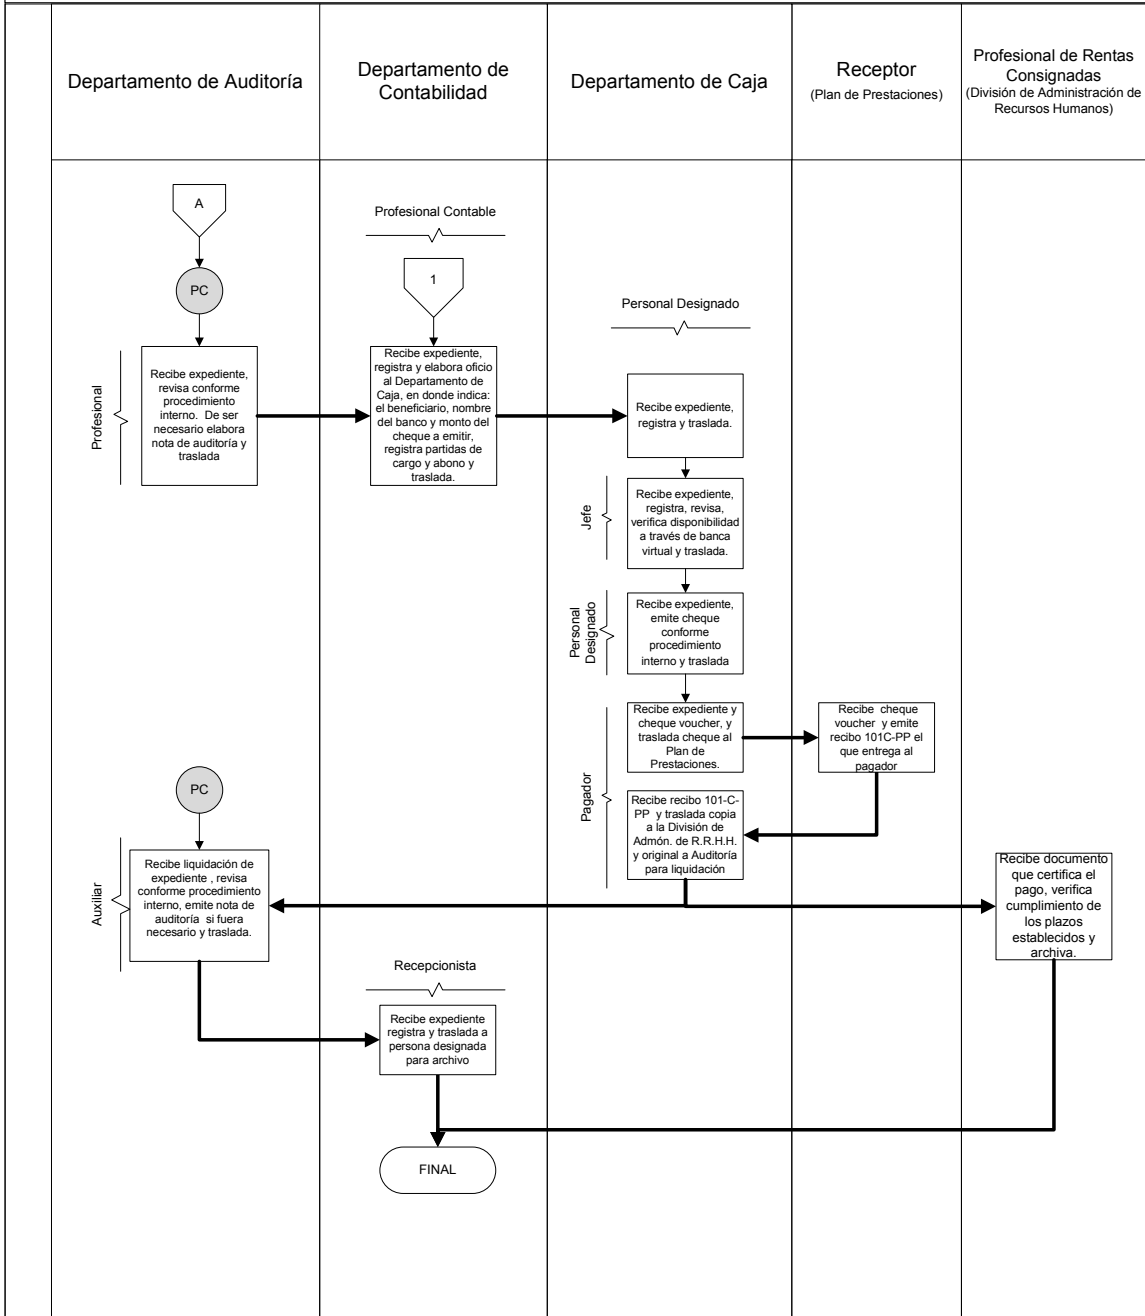 Departamento de Auditoría
Departamento de
Contabilidad
Departamento de Caja
Receptor
(Plan de Prestaciones)
Profesional de Rentas
Consignadas
(División de Administración de
Recursos Humanos)
A
PC
Profesional
Recibe expediente,
revisa conforme
procedimiento
interno. De ser
necesario elabora
nota de auditoría y
traslada
Profesional Contable
1
Recibe expediente,
registra y elabora oficio
al Departamento de
Caja, en donde indica:
el beneficiario, nombre
del banco y monto del
cheque a emitir,
registra partidas de
cargo y abono y
traslada.
Personal Designado
Recibe expediente,
registra y traslada.
Jefe
Recibe expediente,
registra, revisa,
verifica disponibilidad
a través de banca
virtual y traslada.
Personal
Designado
Recibe expediente,
emite cheque
conforme
procedimiento
interno y traslada
Pagador
Recibe expediente y
cheque voucher, y
traslada cheque al
Plan de
Prestaciones.
Recibe cheque
voucher y emite
recibo 101C-PP el
que entrega al
pagador
Recibe recibo 101-C-
PP y traslada copia
a la División de
Admón. de R.R.H.H.
y original a Auditoría
para liquidación
PC
Auxiliar
Recibe liquidación de
expediente , revisa
conforme procedimiento
interno, emite nota de
auditoría si fuera
necesario y traslada.
Recibe documento
que certifica el
pago, verifica
cumplimiento de
los plazos
establecidos y
archiva.
Recepcionista
Recibe expediente
registra y traslada a
persona designada
para archivo
FINAL